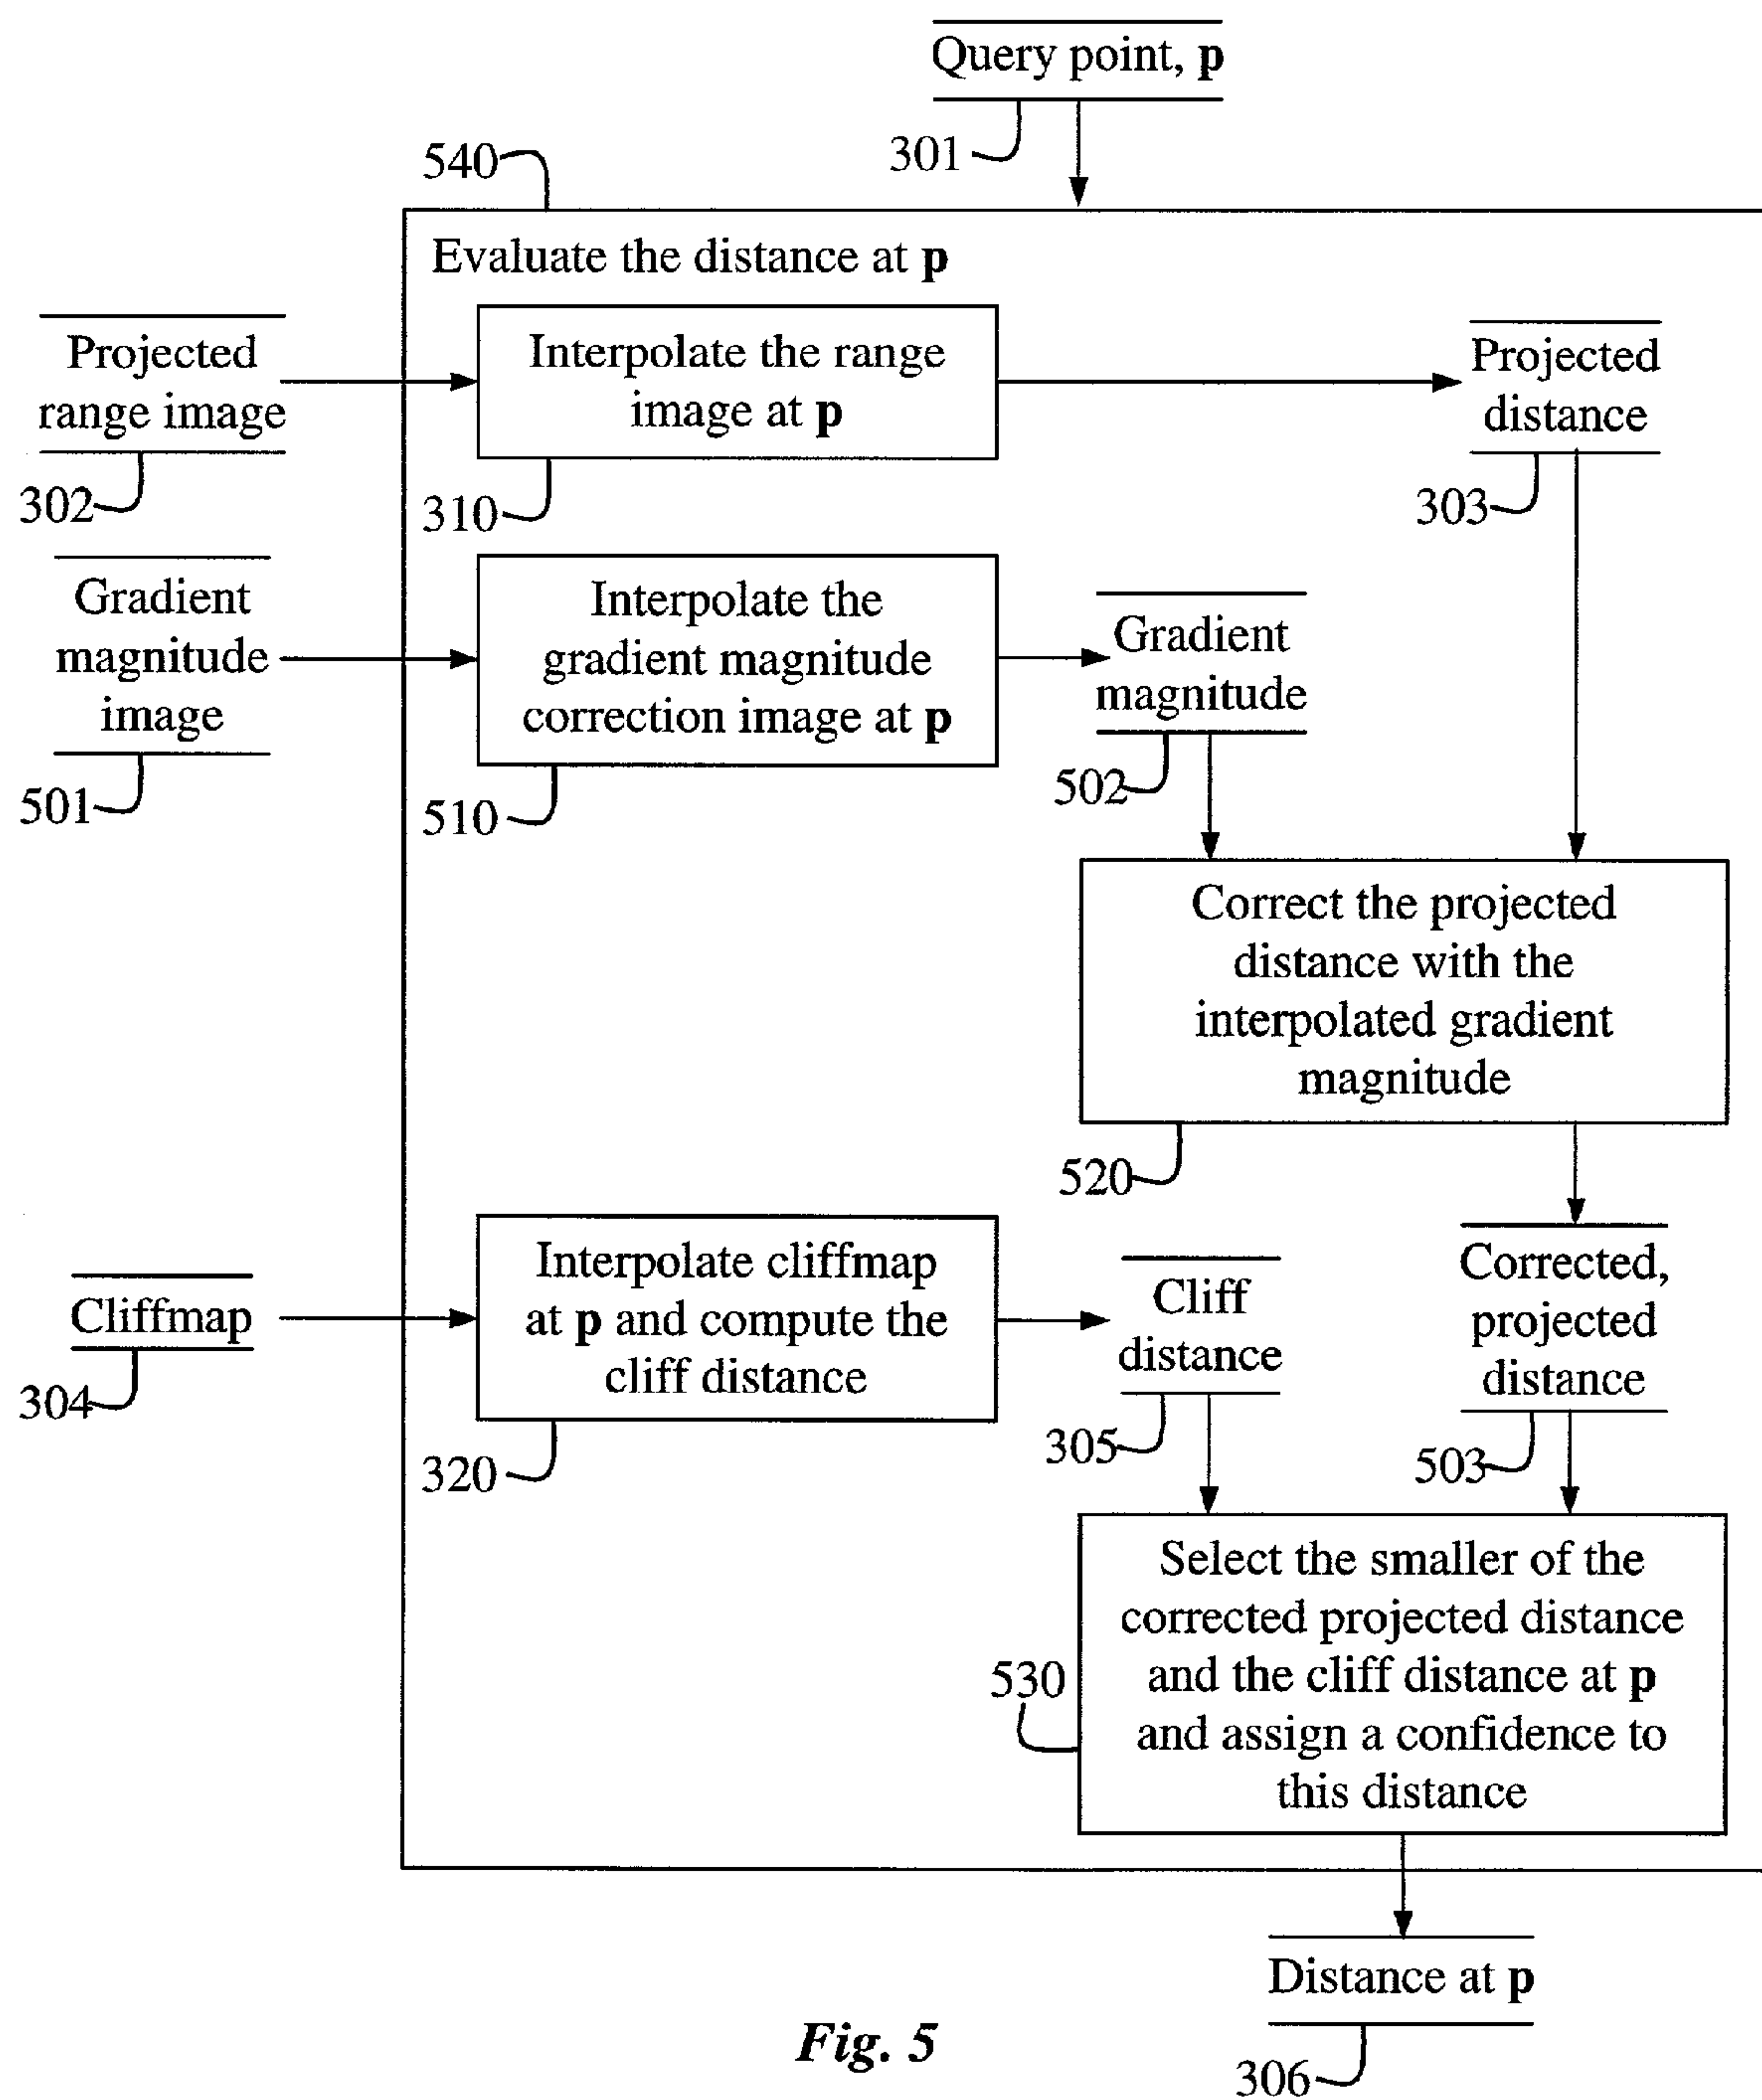 Query point, p
301
540
Evaluate the distance at p
Projected
range image
302
Interpolate the range
image at p
310
Projected
distance
303
Gradient
magnitude
image
501
Interpolate the
gradient magnitude
correction image at p
510
Gradient
magnitude
502
Correct the projected
distance with the
interpolated gradient
magnitude
520
Cliffmap
304
Interpolate cliffmap
at p and compute the
cliff distance
320
Cliff
distance
305
Corrected,
projected
distance
503
Select the smaller of the
corrected projected distance
and the cliff distance at p
and assign a confidence to
this distance
530
Distance at p
306
Fig. 5